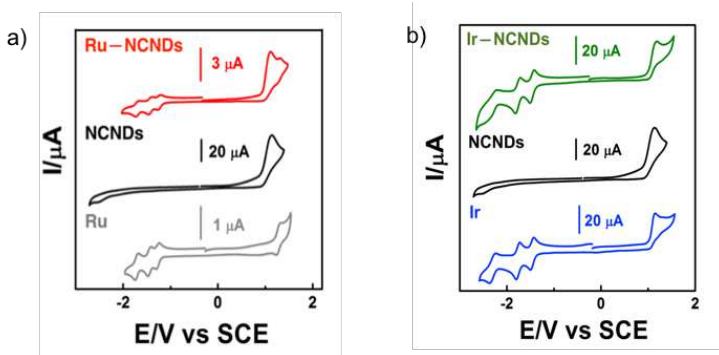 a)
Ru−NCNDs
3 μA
NCNDs
20 μA
Ru
1 μA
I/μA
-2
0
2
E/V vs SCE
b)
Ir−NCNDs
20 μA
NCNDs
20 μA
Ir
20 μA
I/μA
-2
0
2
E/V vs SCE